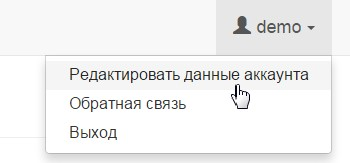 demo
Редактировать данные аккаунта
Обратная связь
Выход